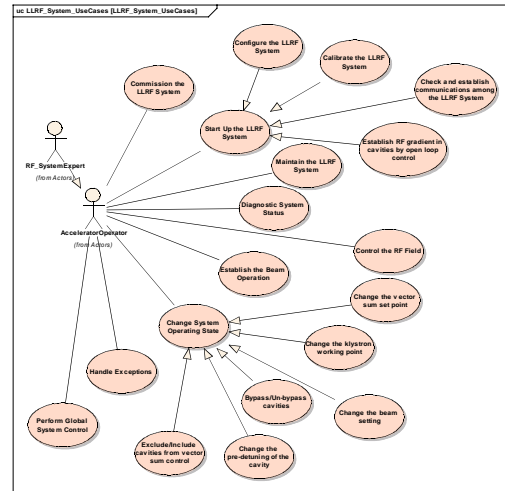 uc LLRF_System_UseCases [LLRF_System_UseCases]
Configure the LLRF
System
Calibrate the LLRF
System
Commission the
LLRF System
Check and establish
communications among
the LLRF System
Start Up the LLRF
System
Establish RF gradient in
cavities by open loop
control
RF_SystemExpert
(from Actors)
Maintain the LLRF
System
Diagnostic System
Status
AcceleratorOperator
(from Actors)
Control the RF Field
Establish the Beam
Operation
Change the vector
sum set point
Change System
Operating State
Change the klystron
working point
Handle Exceptions
Bypass/Un-bypass
cavities
Change the beam
setting
Perform Global
System Control
Exclude/Include
cavities from vector
sum control
Change the
pre-detuning of the
cavity